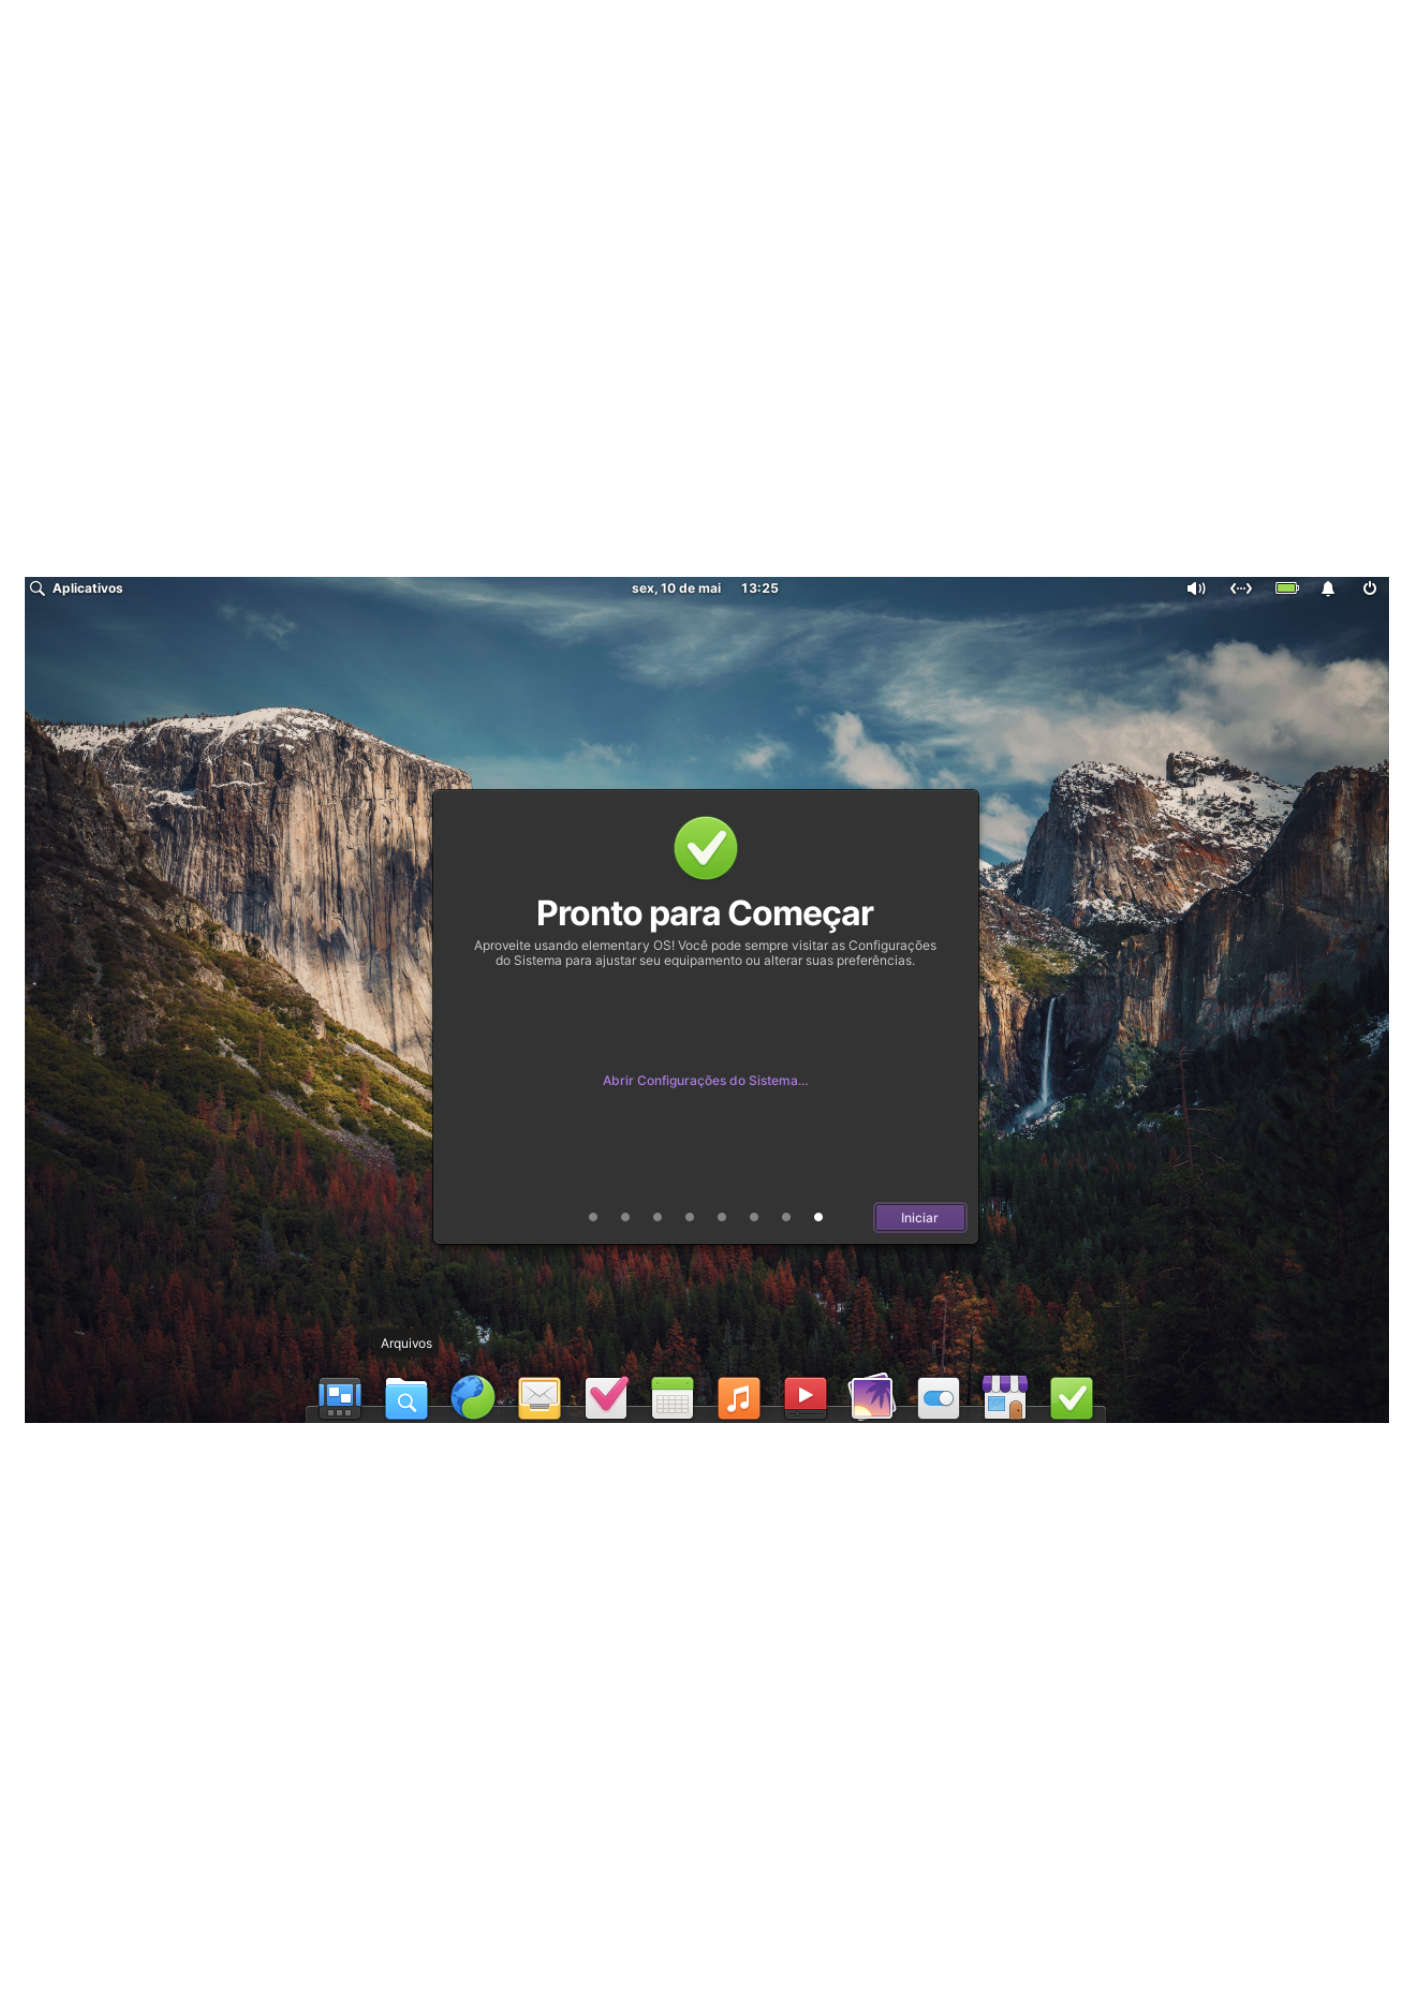 Aplicativos
sex, 10 de mai 13:25
Pronto para Começar
Aproveite usando elementary OS! Você pode sempre visitar as Configurações
do Sistema para ajustar seu equipamento ou alterar suas preferências.
Abrir Configurações do Sistema...
Iniciar
Arquivos